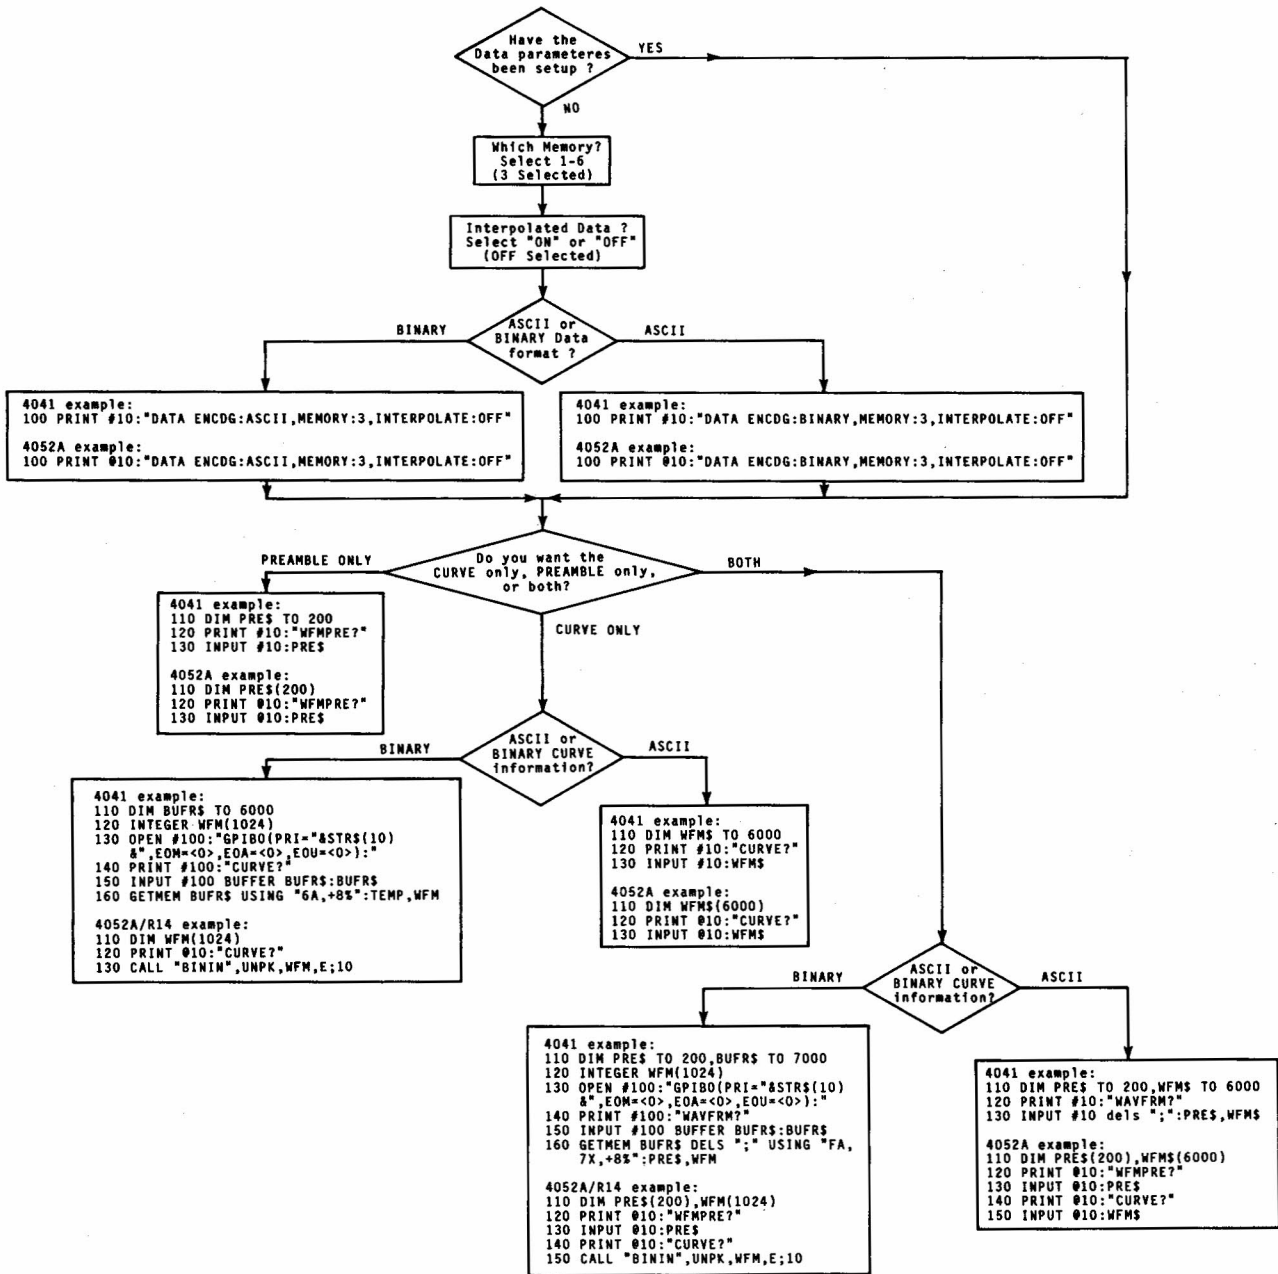 Have the
Data parameteres
been setup ?
YES
NO
Which Memory?
Select 1-6
(3 Selected)
Interpolated Data ?
Select "ON" or "OFF"
(OFF Selected)
BINARY
ASCII or
BINARY Data
format ?
ASCII
4041 example:
100 PRINT #10:"DATA ENCDG:ASCII,MEMORY:3,INTERPOLATE:OFF"
4052A example:
100 PRINT @10:"DATA ENCDG:ASCII,MEMORY:3,INTERPOLATE:OFF"
4041 example:
100 PRINT #10:"DATA ENCDG:BINARY,MEMORY:3,INTERPOLATE:OFF"
4052A example:
100 PRINT @10:"DATA ENCDG:BINARY,MEMORY:3,INTERPOLATE:OFF"
PREAMBLE ONLY
Do you want the
CURVE only, PREAMBLE only,
or both?
BOTH
CURVE ONLY
4041 example:
110 DIM PRE$ TO 200
120 PRINT #10:"WFMPRE?"
130 INPUT #10:PRE$
4052A example:
110 DIM PRE$(200)
120 PRINT @10:"WFMPRE?"
130 INPUT @10:PRE$
BINARY
ASCII or
BINARY CURVE
information?
ASCII
4041 example:
110 DIM BUFR$ TO 6000
120 INTEGER WFM(1024)
130 OPEN #100:"GPIB0(PRI="&STR$(10)
&",EOM=<0>,EOA=<0>,EOU=<0>):"
140 PRINT #100:"CURVE?"
150 INPUT #100 BUFFER BUFR$:BUFR$
160 GETMEM BUFR$ USING "6A,+8%":TEMP,WFM
4052A/R14 example:
110 DIM WFM(1024)
120 PRINT @10:"CURVE?"
130 CALL "BININ",UNPK,WFM,E;10
4041 example:
110 DIM WFM$ TO 6000
120 PRINT #10:"CURVE?"
130 INPUT #10:WFM$
4052A example:
110 DIM WFM$(6000)
120 PRINT @10:"CURVE?"
130 INPUT @10:WFM$
BINARY
ASCII or
BINARY CURVE
information?
ASCII
4041 example:
110 DIM PRE$ TO 200,BUFR$ TO 7000
120 INTEGER WFM(1024)
130 OPEN #100:"GPIB0(PRI="&STR$(10)
&",EOM=<0>,EOA=<0>,EOU=<0>):"
140 PRINT #100:"WAVFRM?"
150 INPUT #100 BUFFER BUFR$:BUFR$
160 GETMEM BUFR$ DELS ";" USING "FA,
7X,+8%":PRE$,WFM
4052A/R14 example:
110 DIM PRE$(200),WFM(1024)
120 PRINT @10:"WFMPRE?"
130 INPUT @10:PRE$
140 PRINT @10:"CURVE?"
150 CALL "BININ",UNPK,WFM,E;10
4041 example:
110 DIM PRE$ TO 200,WFM$ TO 6000
120 PRINT #10:"WAVFRM?"
130 INPUT #10 dels ";":PRE$,WFM$
4052A example:
110 DIM PRE$(200),WFM$(6000)
120 PRINT @10:"WFMPRE?"
130 INPUT @10:PRE$
140 PRINT @10:"CURVE?"
150 INPUT @10:WFM$